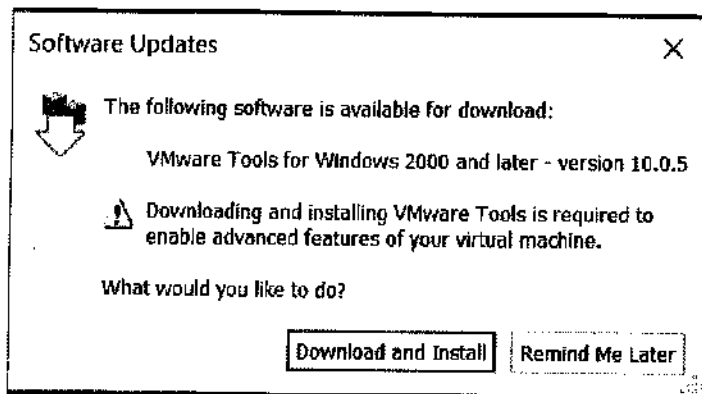 Software Updates
The following software is available for download:
VMware Tools for Windows 2000 and later - version 10.0.5
Downloading and installing VMware Tools is required to
enable advanced features of your virtual machine.
What would you like to do?
Download and Install
Remind Me Later